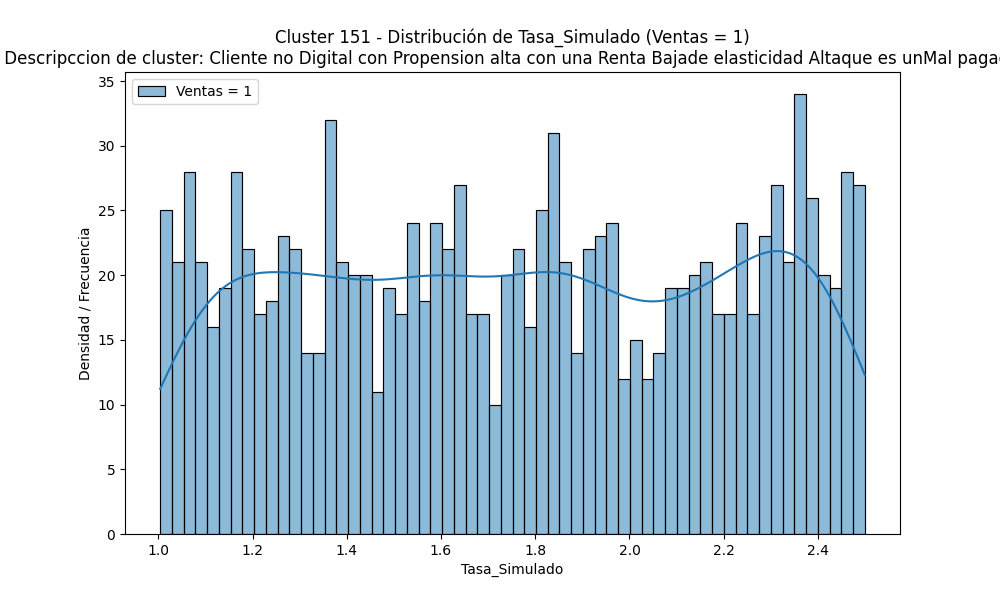 Cluster 151 - Distribución de Tasa_Simulado (Ventas = 1)
Descripccion de cluster: Cliente no Digital con Propension alta con una Renta Bajade elasticidad Altaque es unMal
Ventas = 1
35
30
25
20
15
10
5
0
Densidad / Frecuencia
1.0 1.2 1.4 1.6 1.8 2.0 2.2 2.4
Tasa_Simulado